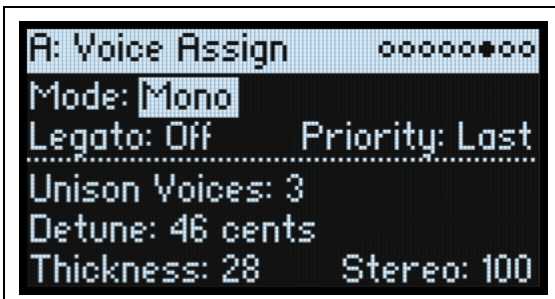 A: Voice Assign
Mode: Mono
Legato: Off Priority: Last
Unison Voices: 3
Detune: 46 cents
Thickness: 28 Stereo: 100